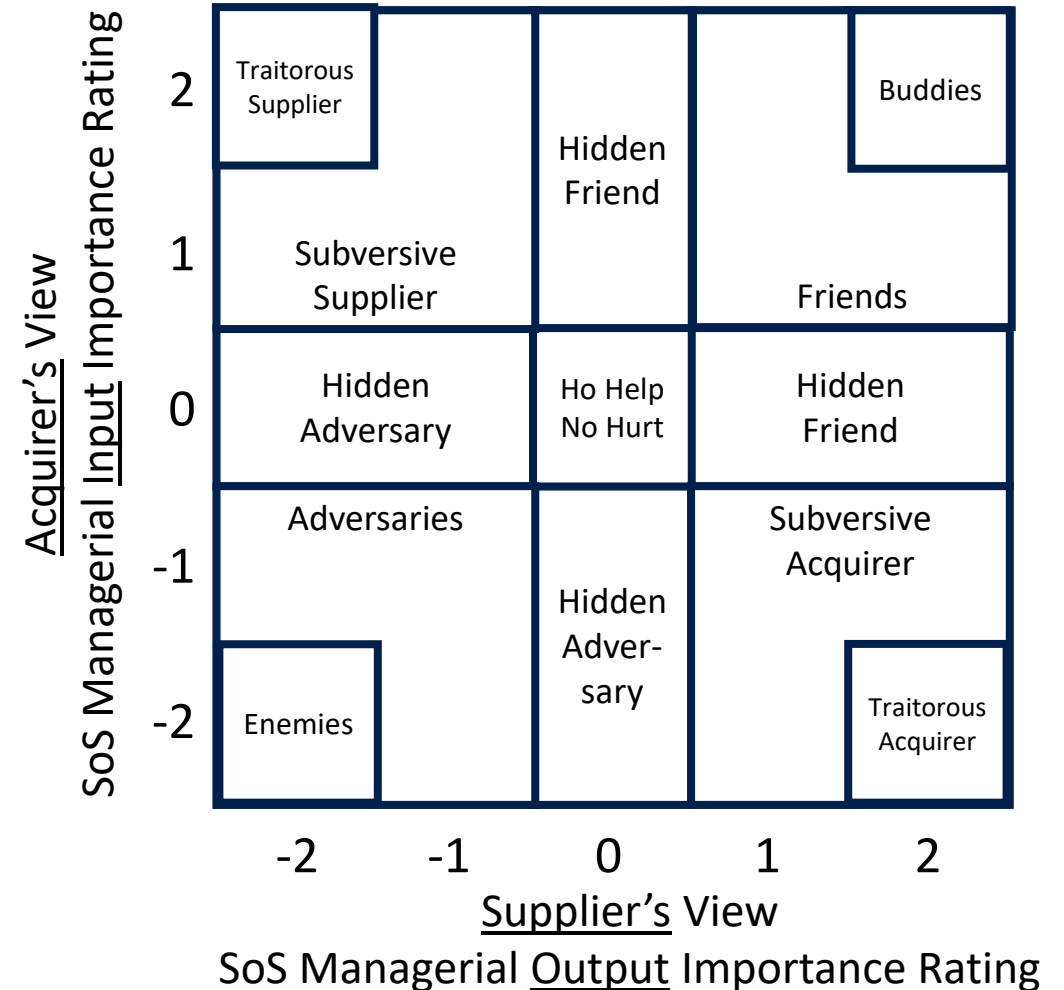 Acquirer's View
SoS Managerial Input Importance Rating
2
1
0
-1
-2
Traitorous
Supplier
Hidden
Friend
Buddies
Subversive
Supplier
Friends
Hidden
Adversary
Ho Help
No Hurt
Hidden
Friend
Adversaries
Subversive
Acquirer
Hidden
Adver-
sary
Enemies
Traitorous
Acquirer
-2 -1 0 1 2
Supplier's View
SoS Managerial Output Importance Rating